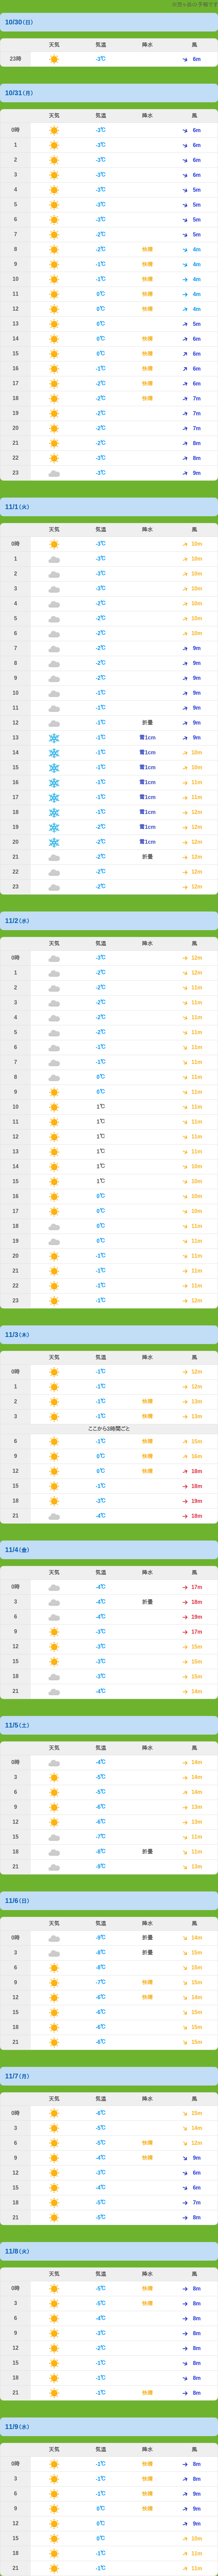 10/30 (日)
天気 気温 降水 風
23時 -3℃ 6m
10/31 (月)
天気 気温 降水 風
0時 -3℃ 6m
1 -3℃ 6m
2 -3℃ 6m
3 -3℃ 6m
4 -3℃ 5m
5 -3℃ 5m
6 -3℃ 5m
7 -2℃ 5m
8 -2℃ 快晴 4m
9 -1℃ 快晴 4m
10 -1℃ 快晴 4m
11 0℃ 快晴 4m
12 0℃ 快晴 4m
13 0℃ 5m
14 0℃ 快晴 6m
15 0℃ 快晴 6m
16 -1℃ 快晴 6m
17 -2℃ 快晴 6m
18 -2℃ 快晴 7m
19 -2℃ 7m
20 -2℃ 7m
21 -2℃ 8m
22 -3℃ 8m
23 -3℃ 9m
11/1 (火)
天気 気温 降水 風
0時 -3℃ 10m
1 -3℃ 10m
2 -3℃ 10m
3 -3℃ 10m
4 -2℃ 10m
5 -2℃ 10m
6 -2℃ 10m
7 -2℃ 9m
8 -2℃ 9m
9 -2℃ 9m
10 -1℃ 9m
11 -1℃ 9m
12 -1℃ 折畳 9m
13 -1℃ 雪1cm 9m
14 -1℃ 雪1cm 10m
15 -1℃ 雪1cm 10m
16 -1℃ 雪1cm 11m
17 -1℃ 雪1cm 11m
18 -1℃ 雪1cm 12m
19 -2℃ 雪1cm 12m
20 -2℃ 雪1cm 12m
21 -2℃ 折畳 12m
22 -2℃ 12m
23 -2℃ 12m
11/2 (水)
天気 気温 降水 風
0時 -3℃ 12m
1 -2℃ 12m
2 -2℃ 11m
3 -2℃ 11m
4 -2℃ 11m
5 -2℃ 11m
6 -1℃ 11m
7 -1℃ 11m
8 0℃ 11m
9 0℃ 11m
10 1℃ 11m
11 1℃ 11m
12 1℃ 11m
13 1℃ 11m
14 1℃ 10m
15 1℃ 10m
16 0℃ 10m
17 0℃ 10m
18 0℃ 11m
19 0℃ 11m
20 -1℃ 11m
21 -1℃ 11m
22 -1℃ 11m
23 -1℃ 12m
11/3 (木)
天気 気温 降水 風
0時 -1℃ 12m
1 -1℃ 12m
2 -1℃ 快晴 13m
3 -1℃ 快晴 13m
ここから3時間ごと
6 -1℃ 快晴 15m
9 0℃ 快晴 16m
12 0℃ 快晴 18m
15 -1℃ 18m
18 -3℃ 19m
21 -4℃ 18m
11/4 (金)
天気 気温 降水 風
0時 -4℃ 17m
3 -4℃ 折畳 18m
6 -4℃ 19m
9 -3℃ 17m
12 -3℃ 15m
15 -3℃ 15m
18 -3℃ 15m
21 -4℃ 14m
11/5 (土)
天気 気温 降水 風
0時 -4℃ 14m
3 -5℃ 14m
6 -5℃ 14m
9 -6℃ 13m
12 -6℃ 13m
15 -7℃ 11m
18 -8℃ 折畳 11m
21 -9℃ 13m
11/6 (日)
天気 気温 降水 風
0時 -9℃ 折畳 14m
3 -8℃ 折畳 15m
6 -8℃ 15m
9 -7℃ 快晴 15m
12 -6℃ 快晴 14m
15 -6℃ 15m
18 -6℃ 15m
21 -6℃ 15m
11/7 (月)
天気 気温 降水 風
0時 -6℃ 15m
3 -5℃ 14m
6 -5℃ 快晴 12m
9 -4℃ 快晴 9m
12 -3℃ 6m
15 -4℃ 6m
18 -5℃ 7m
21 -5℃ 8m
11/8 (火)
天気 気温 降水 風
0時 -5℃ 快晴 8m
3 -5℃ 快晴 8m
6 -4℃ 8m
9 -3℃ 8m
12 -2℃ 8m
15 -1℃ 8m
18 -1℃ 8m
21 -1℃ 快晴 8m
11/9 (水)
天気 気温 降水 風
0時 -1℃ 快晴 8m
3 -1℃ 快晴 8m
6 -1℃ 快晴 9m
9 0℃ 快晴 9m
12 0℃ 9m
15 0℃ 10m
18 -1℃ 11m
21 -1℃ 11m